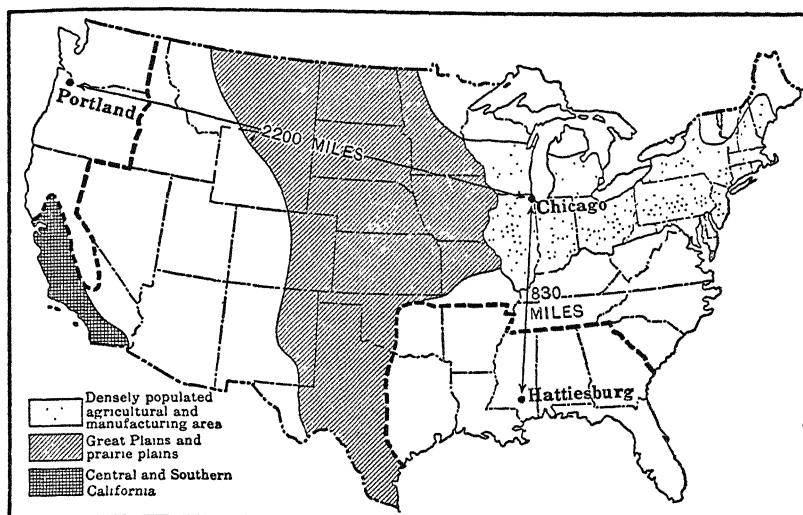 Portland
2200 MILES
Chicago
830
MILES
Hattiesburg
Densely populated
agricultural and
manufacturing area
Great Plains and
prairie plains
Central and Southern
California